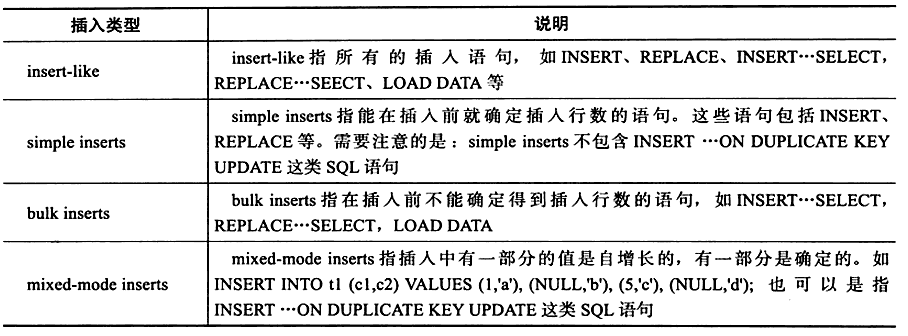 插入类型 说明
insert-like
insert-like 指所有的插入语句，如 INSERT、REPLACE、INSERT…SELECT，
REPLACE…SEECT、LOAD DATA 等
simple inserts
simple inserts 指能在插入前就确定插入行数的语句。这些语句包括 INSERT、
REPLACE 等。需要注意的是：simple inserts 不包含 INSERT …ON DUPLICATE KEY
UPDATE 这类 SQL 语句
bulk inserts
bulk inserts 指在插入前不能确定得到插入行数的语句，如 INSERT…SELECT，
REPLACE…SELECT，LOAD DATA
mixed-mode inserts
mixed-mode inserts 指插入中有一部分的值是自增长的，有一部分是确定的。如
INSERT INTO t1 (c1,c2) VALUES (1,'a'), (NULL,'b'), (5,'c'), (NULL,'d'); 也可以是指
INSERT …ON DUPLICATE KEY UPDATE 这类 SQL 语句